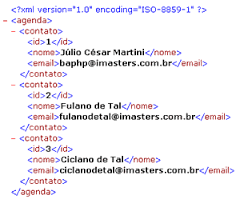 <?xml version="1.0" encoding="ISO-8859-1" ?>
- <agenda>
- <contato>
<id>1</id>
<nome>Júlio César Martini</nome>
<email>baphp@imasters.com.br</email>
</contato>
- <contato>
<id>2</id>
<nome>Fulano de Tal</nome>
<email>fulanodetal@imasters.com.br</email>
</contato>
- <contato>
<id>3</id>
<nome>Ciclano de Tal</nome>
<email>ciclanodetal@imasters.com.br</email>
</contato>
</agenda>